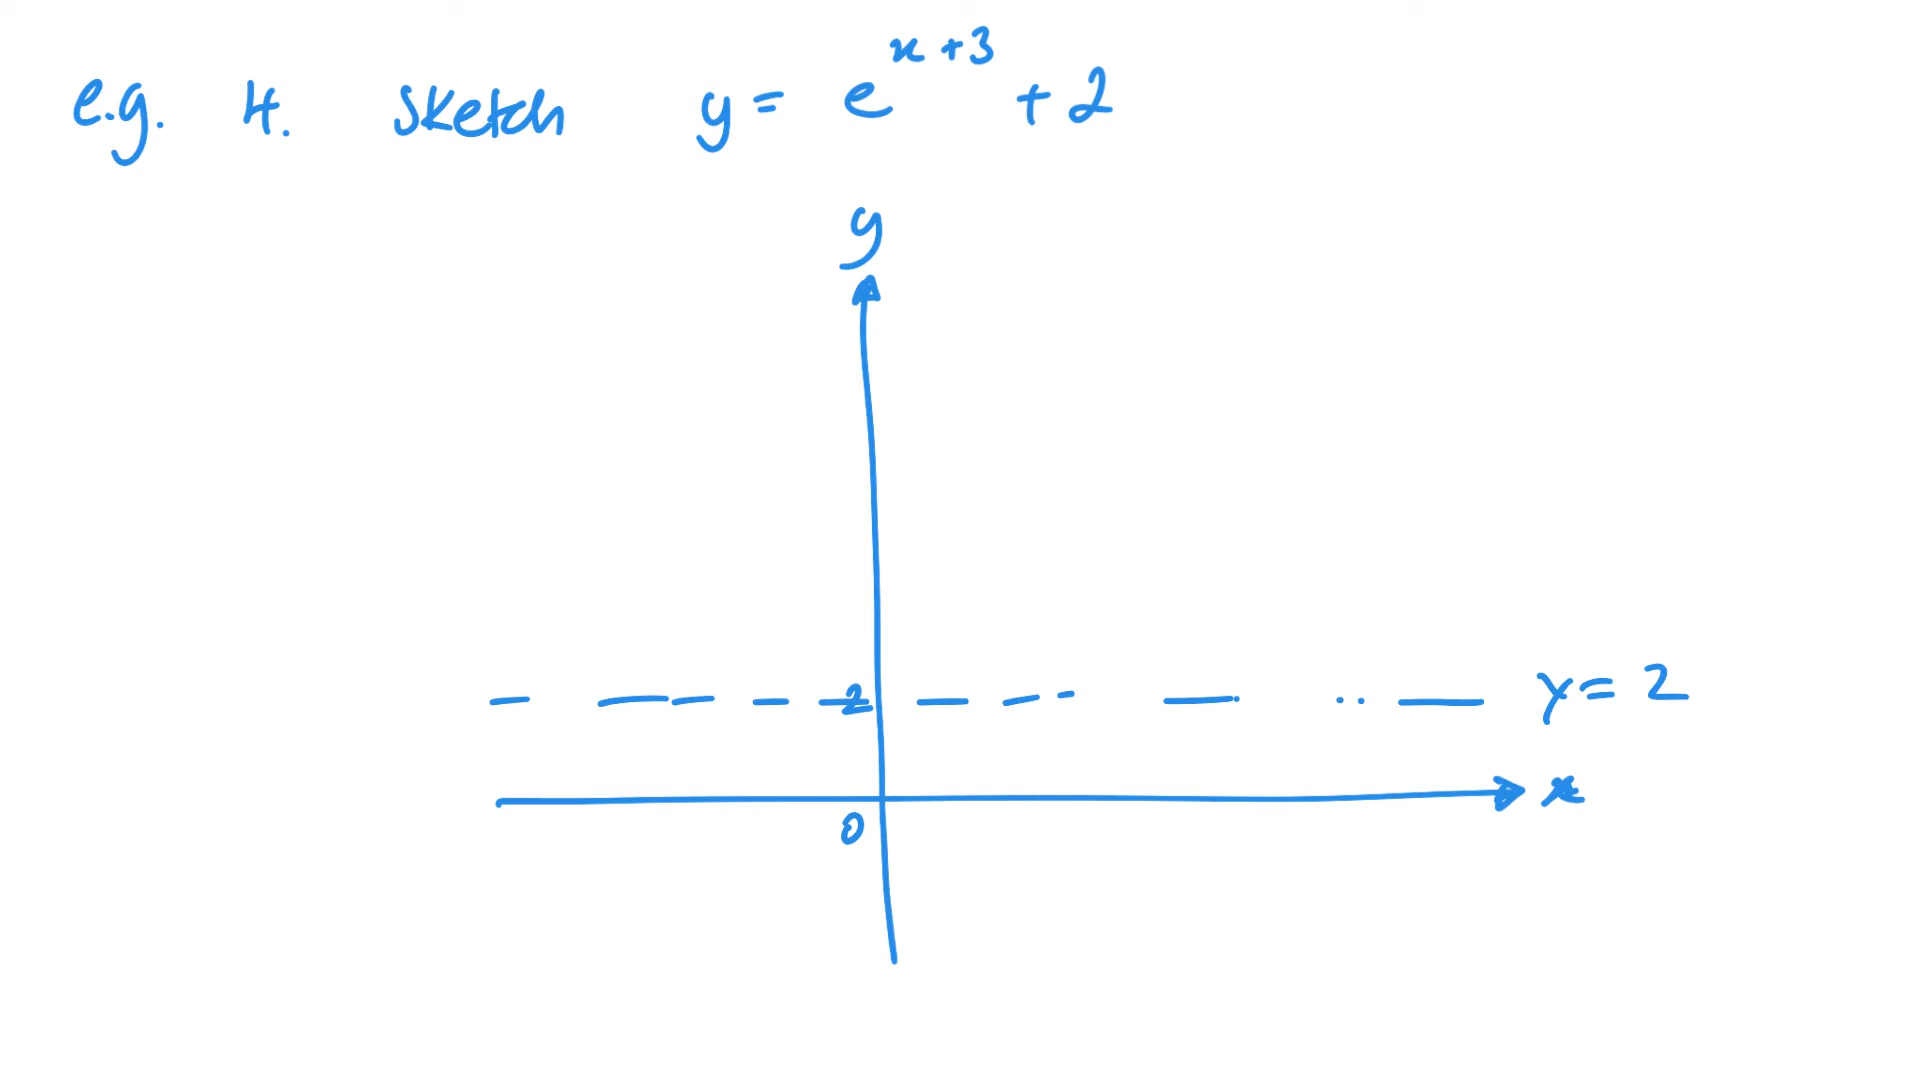 e.g. 4. sketch y = e^{x+3} + 2
y
2
y = 2
x
0